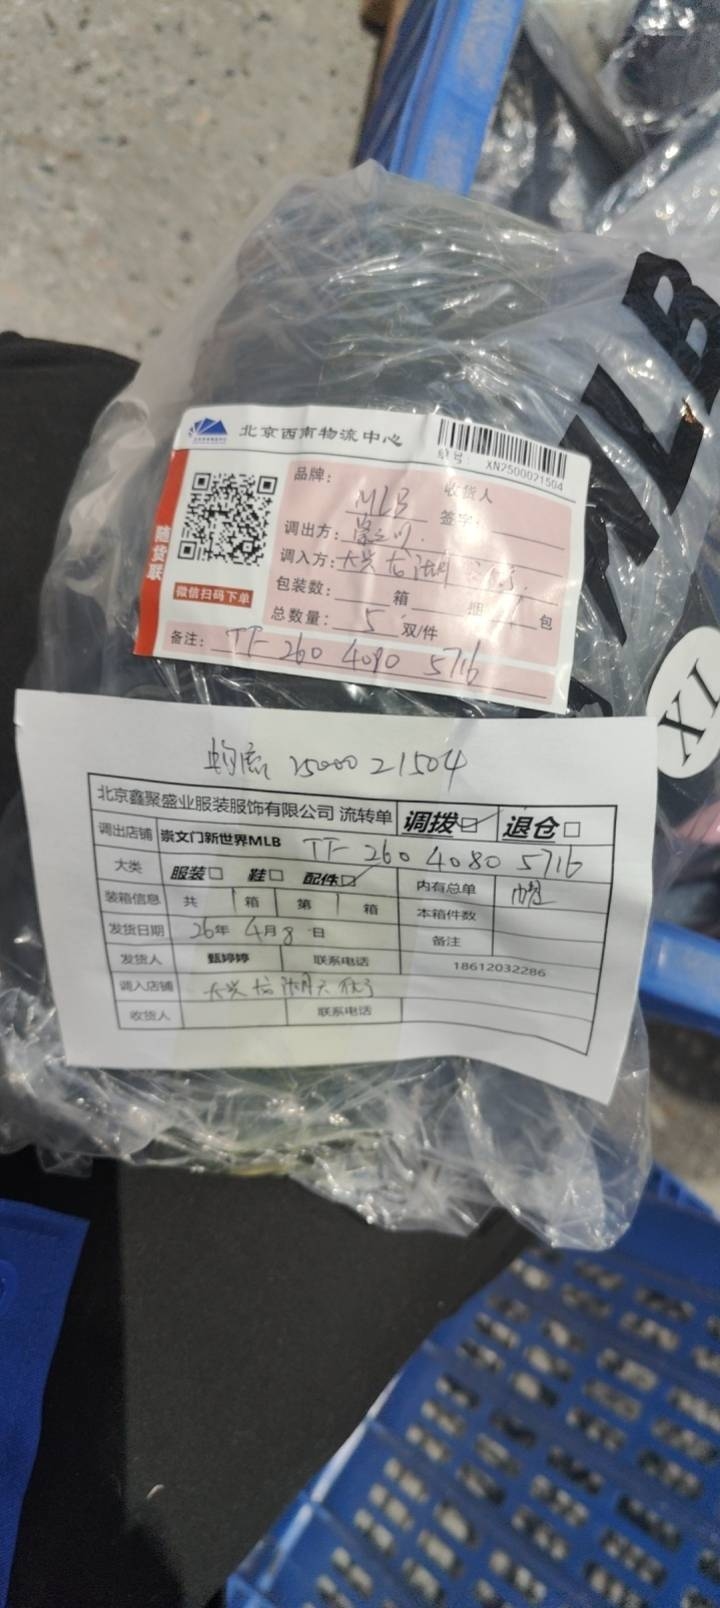 MLB
XL
北京西南物流中心
单号: XN2500021504
随货联
微信扫码下单
品牌: MLB 收货人
签字:
调出方: 崇文门
调入方: 大兴
包装数: 箱 捆 包
总数量: 5 双/件
备注: TF 260 4090 5716
物流 2500021504
北京鑫聚盛业服装服饰有限公司 流转单 调拨☑ 退仓□
调出店铺 崇文门新世界MLB TF 260 4080 5716
大类 服装□ 鞋□ 配件☑ 内有总单
装箱信息 共 1 箱 第 1 箱 本箱件数
发货日期 26年 4月 8日 备注
发货人 甄婷婷 联系电话 18612032286
调入店铺 大兴
收货人 联系电话